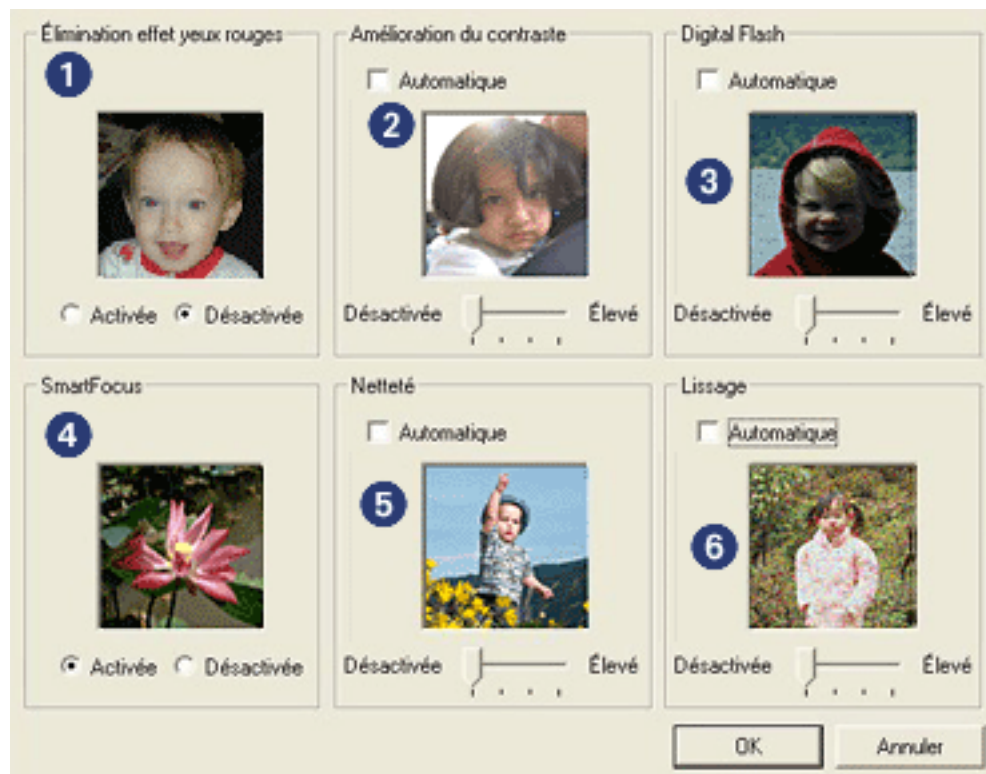 Élimination effet yeux rouges
1
Activée Désactivée
Amélioration du contraste
Automatique
2
Désactivée Élevé
Digital Flash
Automatique
3
Désactivée Élevé
SmartFocus
4
Activée Désactivée
Netteté
Automatique
5
Désactivée Élevé
Lissage
Automatique
6
Désactivée Élevé
OK Annuler